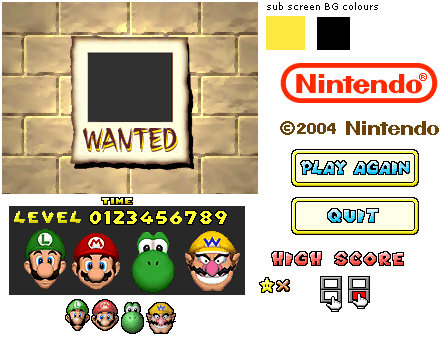 sub screen BG colours
Nintendo®
WANTED
©2004 Nintendo
PLAY AGAIN
TIME
LEVEL 0123456789
QUIT
HIGH SCORE
L M W